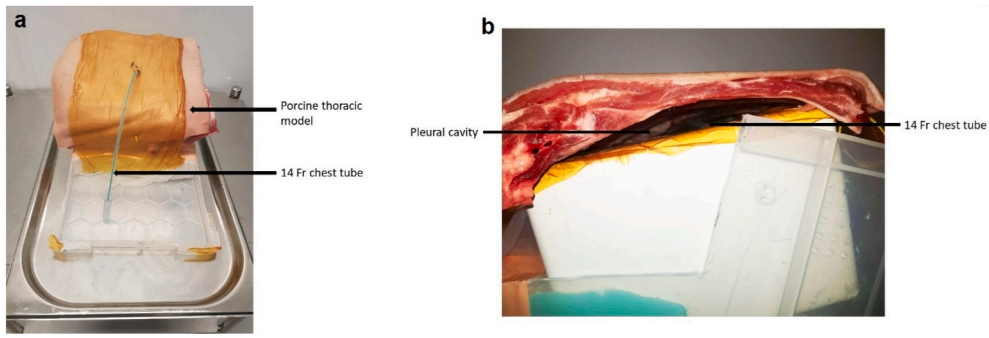 a
Porcine thoracic
model
14 Fr chest tube
b
Pleural cavity
14 Fr chest tube